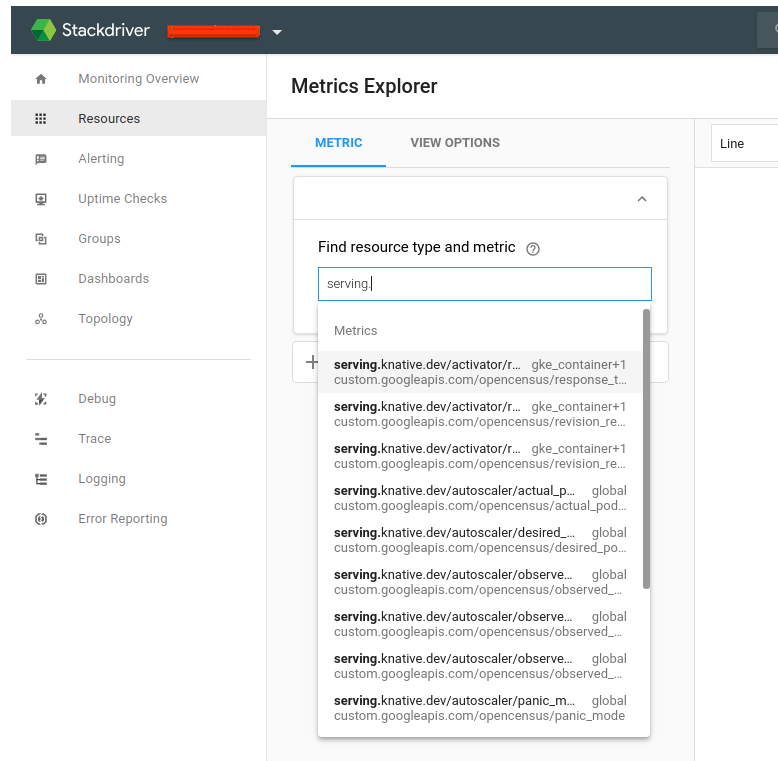 Stackdriver
Monitoring Overview
Resources
Alerting
Uptime Checks
Groups
Dashboards
Topology
Debug
Trace
Logging
Error Reporting
Metrics Explorer
METRIC VIEW OPTIONS
Find resource type and metric ?
serving.
Metrics
serving.knative.dev/activator/r... gke_container+1
custom.googleapis.com/opencensus/response_t...
serving.knative.dev/activator/r... gke_container+1
custom.googleapis.com/opencensus/revision_re...
serving.knative.dev/activator/r... gke_container+1
custom.googleapis.com/opencensus/revision_re...
serving.knative.dev/autoscaler/actual_p... global
custom.googleapis.com/opencensus/actual_pod...
serving.knative.dev/autoscaler/desired_... global
custom.googleapis.com/opencensus/desired_po...
serving.knative.dev/autoscaler/observe... global
custom.googleapis.com/opencensus/observed_...
serving.knative.dev/autoscaler/observe... global
custom.googleapis.com/opencensus/observed_...
serving.knative.dev/autoscaler/observe... global
custom.googleapis.com/opencensus/observed_...
serving.knative.dev/autoscaler/panic_m... global
custom.googleapis.com/opencensus/panic_mode
Line